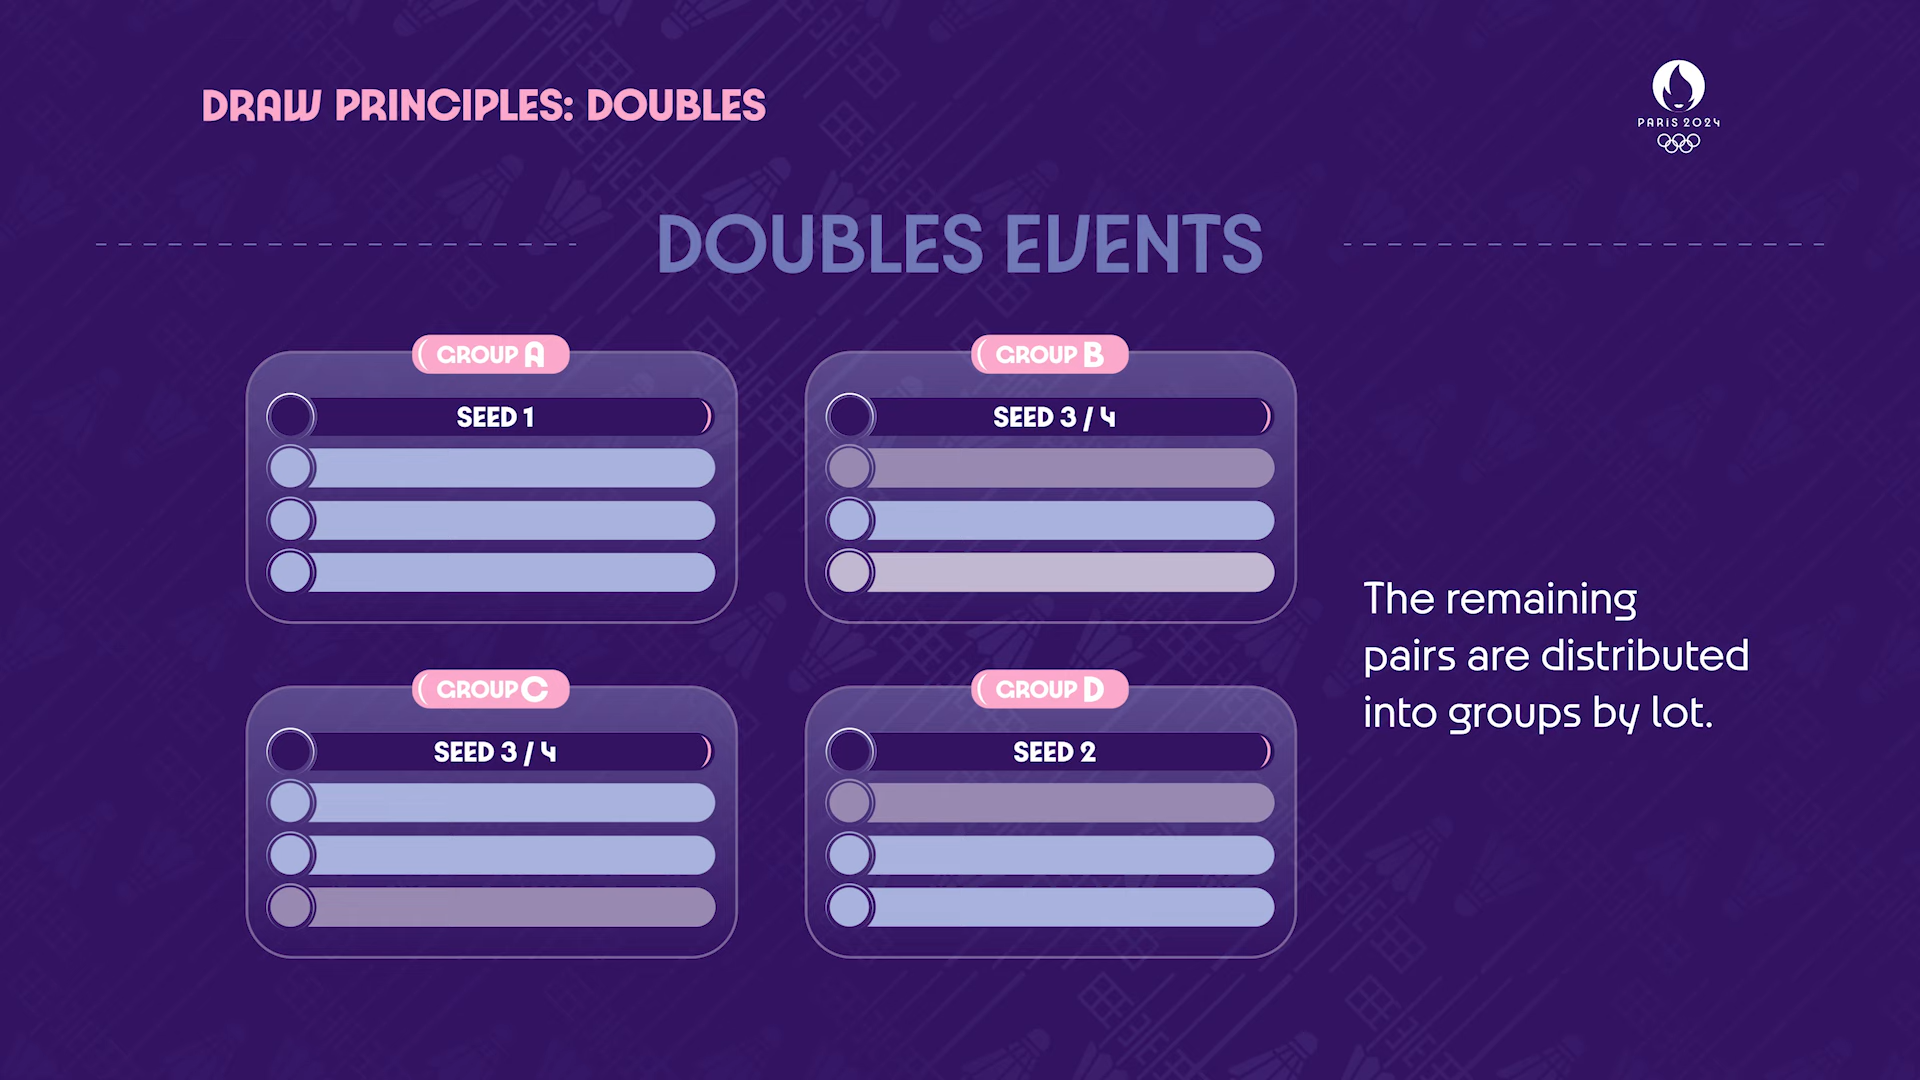 DRAW PRINCIPLES: DOUBLES
PARIS 2024
DOUBLES EVENTS
GROUP A
SEED 1
GROUP B
SEED 3 / 4
GROUP C
SEED 3 / 4
GROUP D
SEED 2
The remaining
pairs are distributed
into groups by lot.